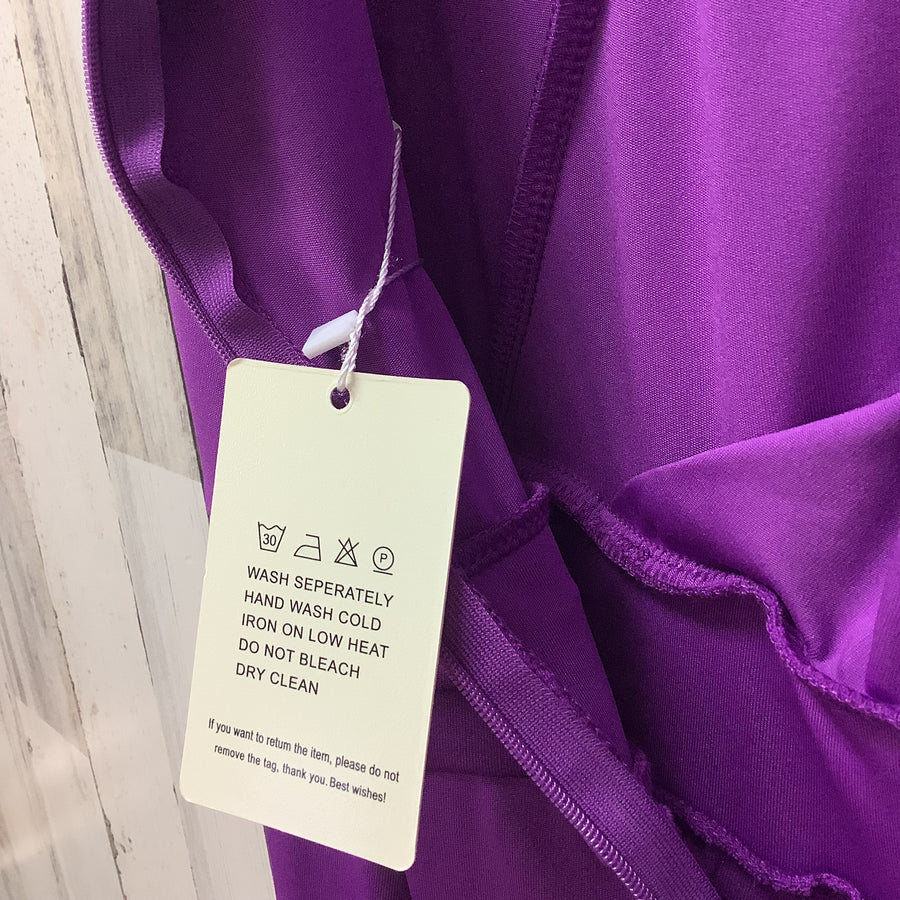 30
P
WASH SEPERATELY
HAND WASH COLD
IRON ON LOW HEAT
DO NOT BLEACH
DRY CLEAN
If you want to return the item, please do not
remove the tag, thank you.Best wishes!